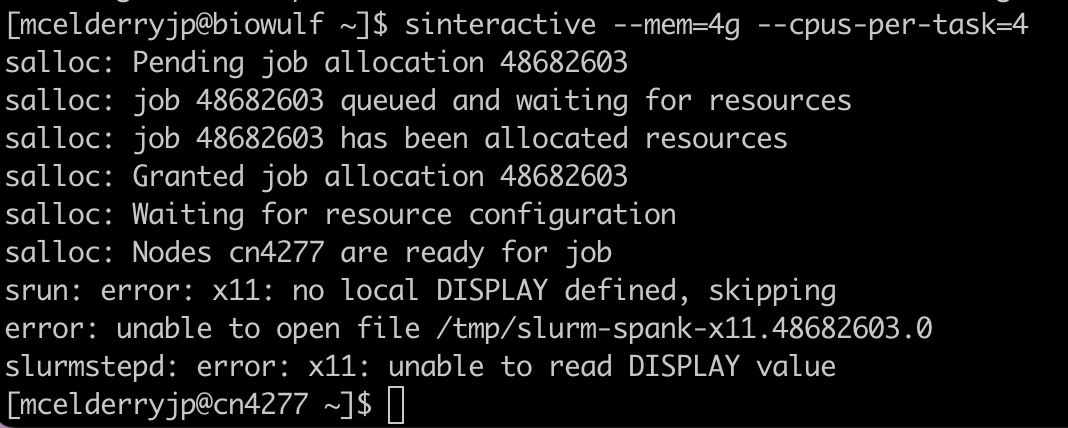 [mcelderryjp@biowulf ~]$ sinteractive --mem=4g --cpus-per-task=4
salloc: Pending job allocation 48682603
salloc: job 48682603 queued and waiting for resources
salloc: job 48682603 has been allocated resources
salloc: Granted job allocation 48682603
salloc: Waiting for resource configuration
salloc: Nodes cn4277 are ready for job
srun: error: x11: no local DISPLAY defined, skipping
error: unable to open file /tmp/slurm-spank-x11.48682603.0
slurmstepd: error: x11: unable to read DISPLAY value
[mcelderryjp@cn4277 ~]$